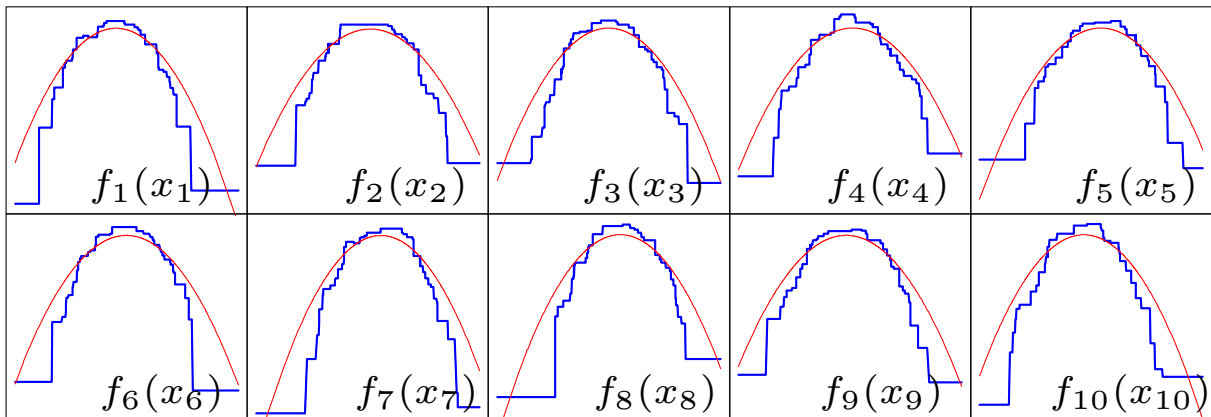 f₁(x₁) f₂(x₂) f₃(x₃) f₄(x₄) f₅(x₅)
f₆(x₆) f₇(x₇) f₈(x₈) f₉(x₉) f₁₀(x₁₀)